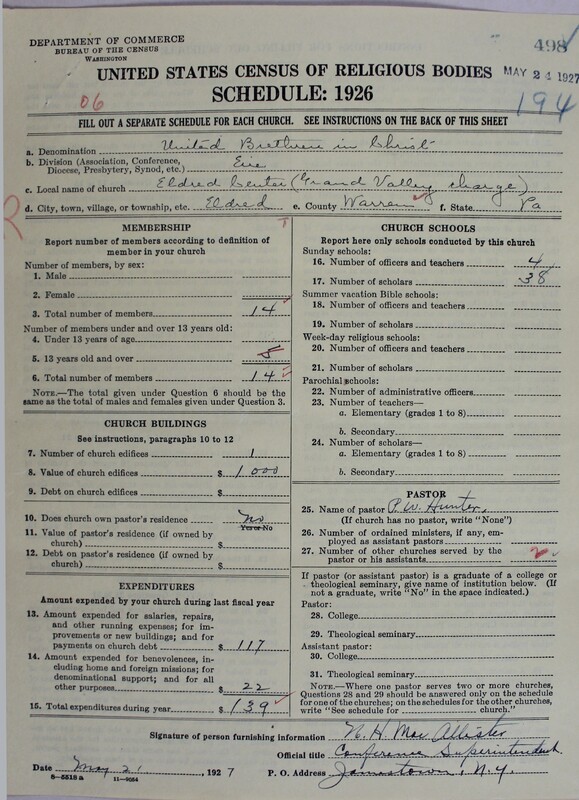 498
DEPARTMENT OF COMMERCE
BUREAU OF THE CENSUS
WASHINGTON
MAY 24 1927
UNITED STATES CENSUS OF RELIGIOUS BODIES
SCHEDULE: 1926
06
194
FILL OUT A SEPARATE SCHEDULE FOR EACH CHURCH. SEE INSTRUCTIONS ON THE BACK OF THIS SHEET
a. Denomination United Brethren in Christ
b. Division (Association, Conference, Diocese, Presbytery, Synod, etc.) Erie
c. Local name of church Eldred Center (Grand Valley charge)
d. City, town, village, or township, etc. Eldred e. County Warren f. State Pa
MEMBERSHIP
Report number of members according to definition of
member in your church
Number of members, by sex:
1. Male
2. Female
3. Total number of members 14
Number of members under and over 13 years old:
4. Under 13 years of age
5. 13 years old and over
6. Total number of members 14
NOTE.—The total given under Question 6 should be the
same as the total of males and females given under Question 3.
CHURCH BUILDINGS
See instructions, paragraphs 10 to 12
7. Number of church edifices 1
8. Value of church edifices $ 1000
9. Debt on church edifices $
10. Does church own pastor's residence No
Yes or No
11. Value of pastor's residence (if owned by
church) $
12. Debt on pastor's residence (if owned by
church) $
EXPENDITURES
Amount expended by your church during last fiscal year
13. Amount expended for salaries, repairs,
and other running expenses; for im-
provements or new buildings; and for
payments on church debt $ 117
14. Amount expended for benevolences, in-
cluding home and foreign missions; for
denominational support; and for all
other purposes $ 22
15. Total expenditures during year $ 139
CHURCH SCHOOLS
Report here only schools conducted by this church
Sunday schools:
16. Number of officers and teachers 4
17. Number of scholars 38
Summer vacation Bible schools:
18. Number of officers and teachers
19. Number of scholars
Week-day religious schools:
20. Number of officers and teachers
21. Number of scholars
Parochial schools:
22. Number of administrative officers
23. Number of teachers—
a. Elementary (grades 1 to 8)
b. Secondary
24. Number of scholars—
a. Elementary (grades 1 to 8)
b. Secondary
PASTOR
25. Name of pastor P. W. Hunter
(If church has no pastor, write "None")
26. Number of ordained ministers, if any, em-
ployed as assistant pastors
27. Number of other churches served by the
pastor or his assistants 2
If pastor (or assistant pastor) is a graduate of a college or
theological seminary, give name of institution below. (If
not a graduate, write "No" in the space indicated.)
Pastor:
28. College
29. Theological seminary
Assistant pastor:
30. College
31. Theological seminary
NOTE.—Where one pastor serves two or more churches,
Questions 28 and 29 should be answered only on the schedule
for one of the churches; on the schedules for the other churches,
write "See schedule for church."
Signature of person furnishing information N. H. MacAllister
Official title Conference Superintendent
Date May 21 1927 P. O. Address Jamestown, N.Y.
8-5518 a 11-9054